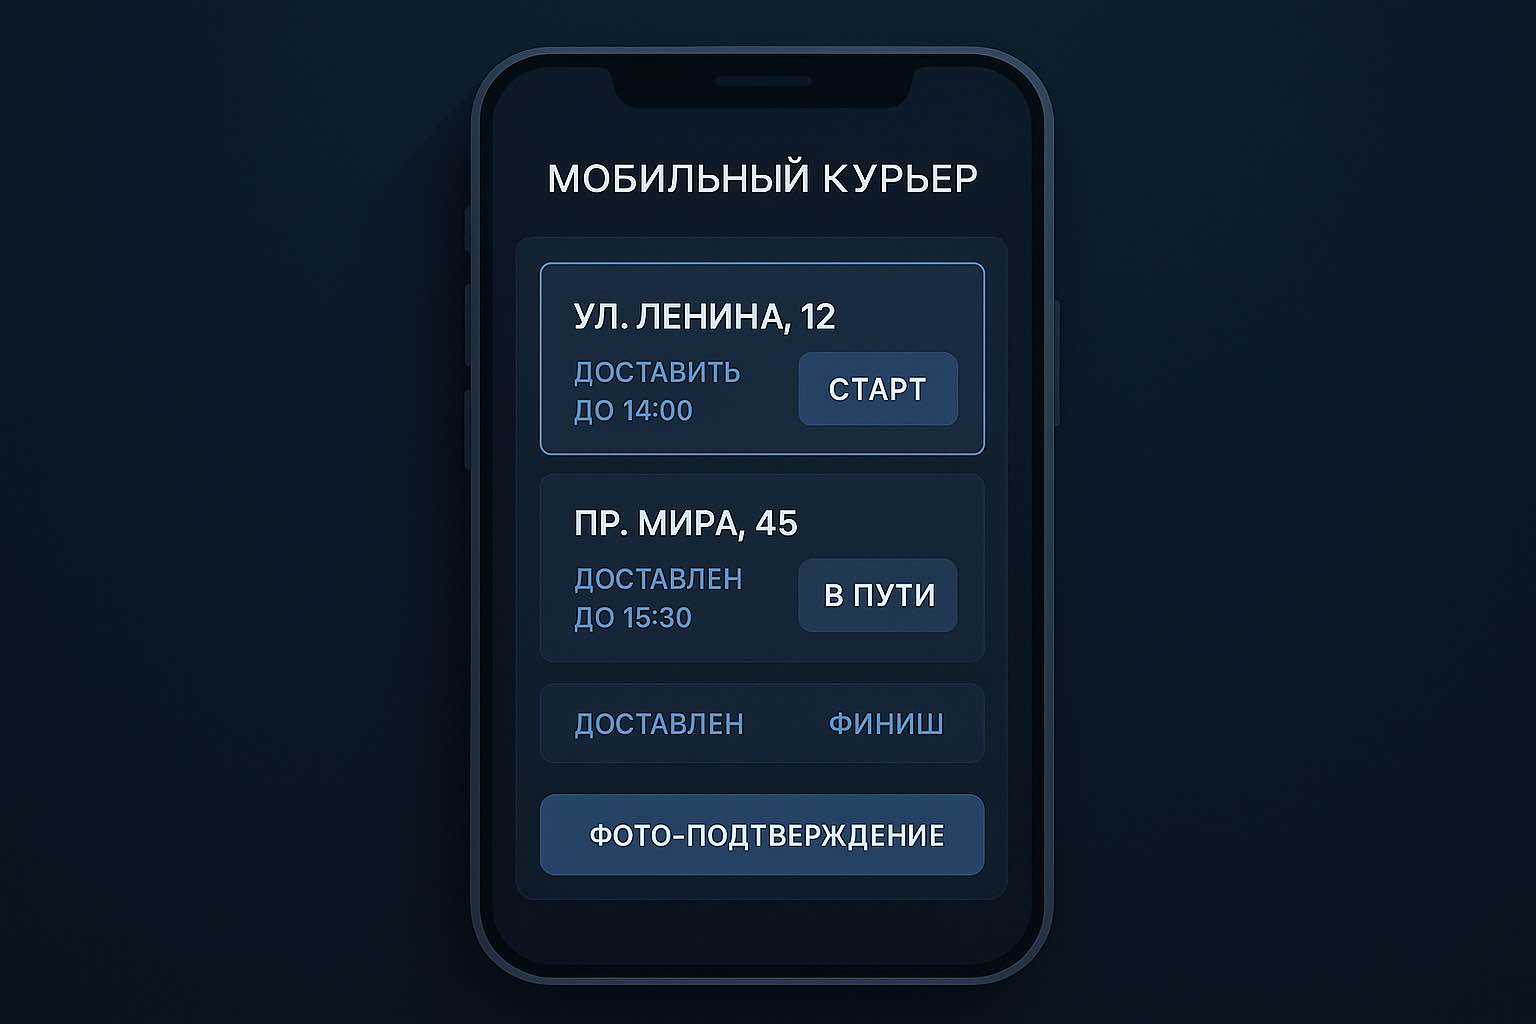 МОБИЛЬНЫЙ КУРЬЕР
УЛ. ЛЕНИНА, 12
ДОСТАВИТЬ
ДО 14:00
СТАРТ
ПР. МИРА, 45
ДОСТАВЛЕН
ДО 15:30
В ПУТИ
ДОСТАВЛЕН ФИНИШ
ФОТО-ПОДТВЕРЖДЕНИЕ